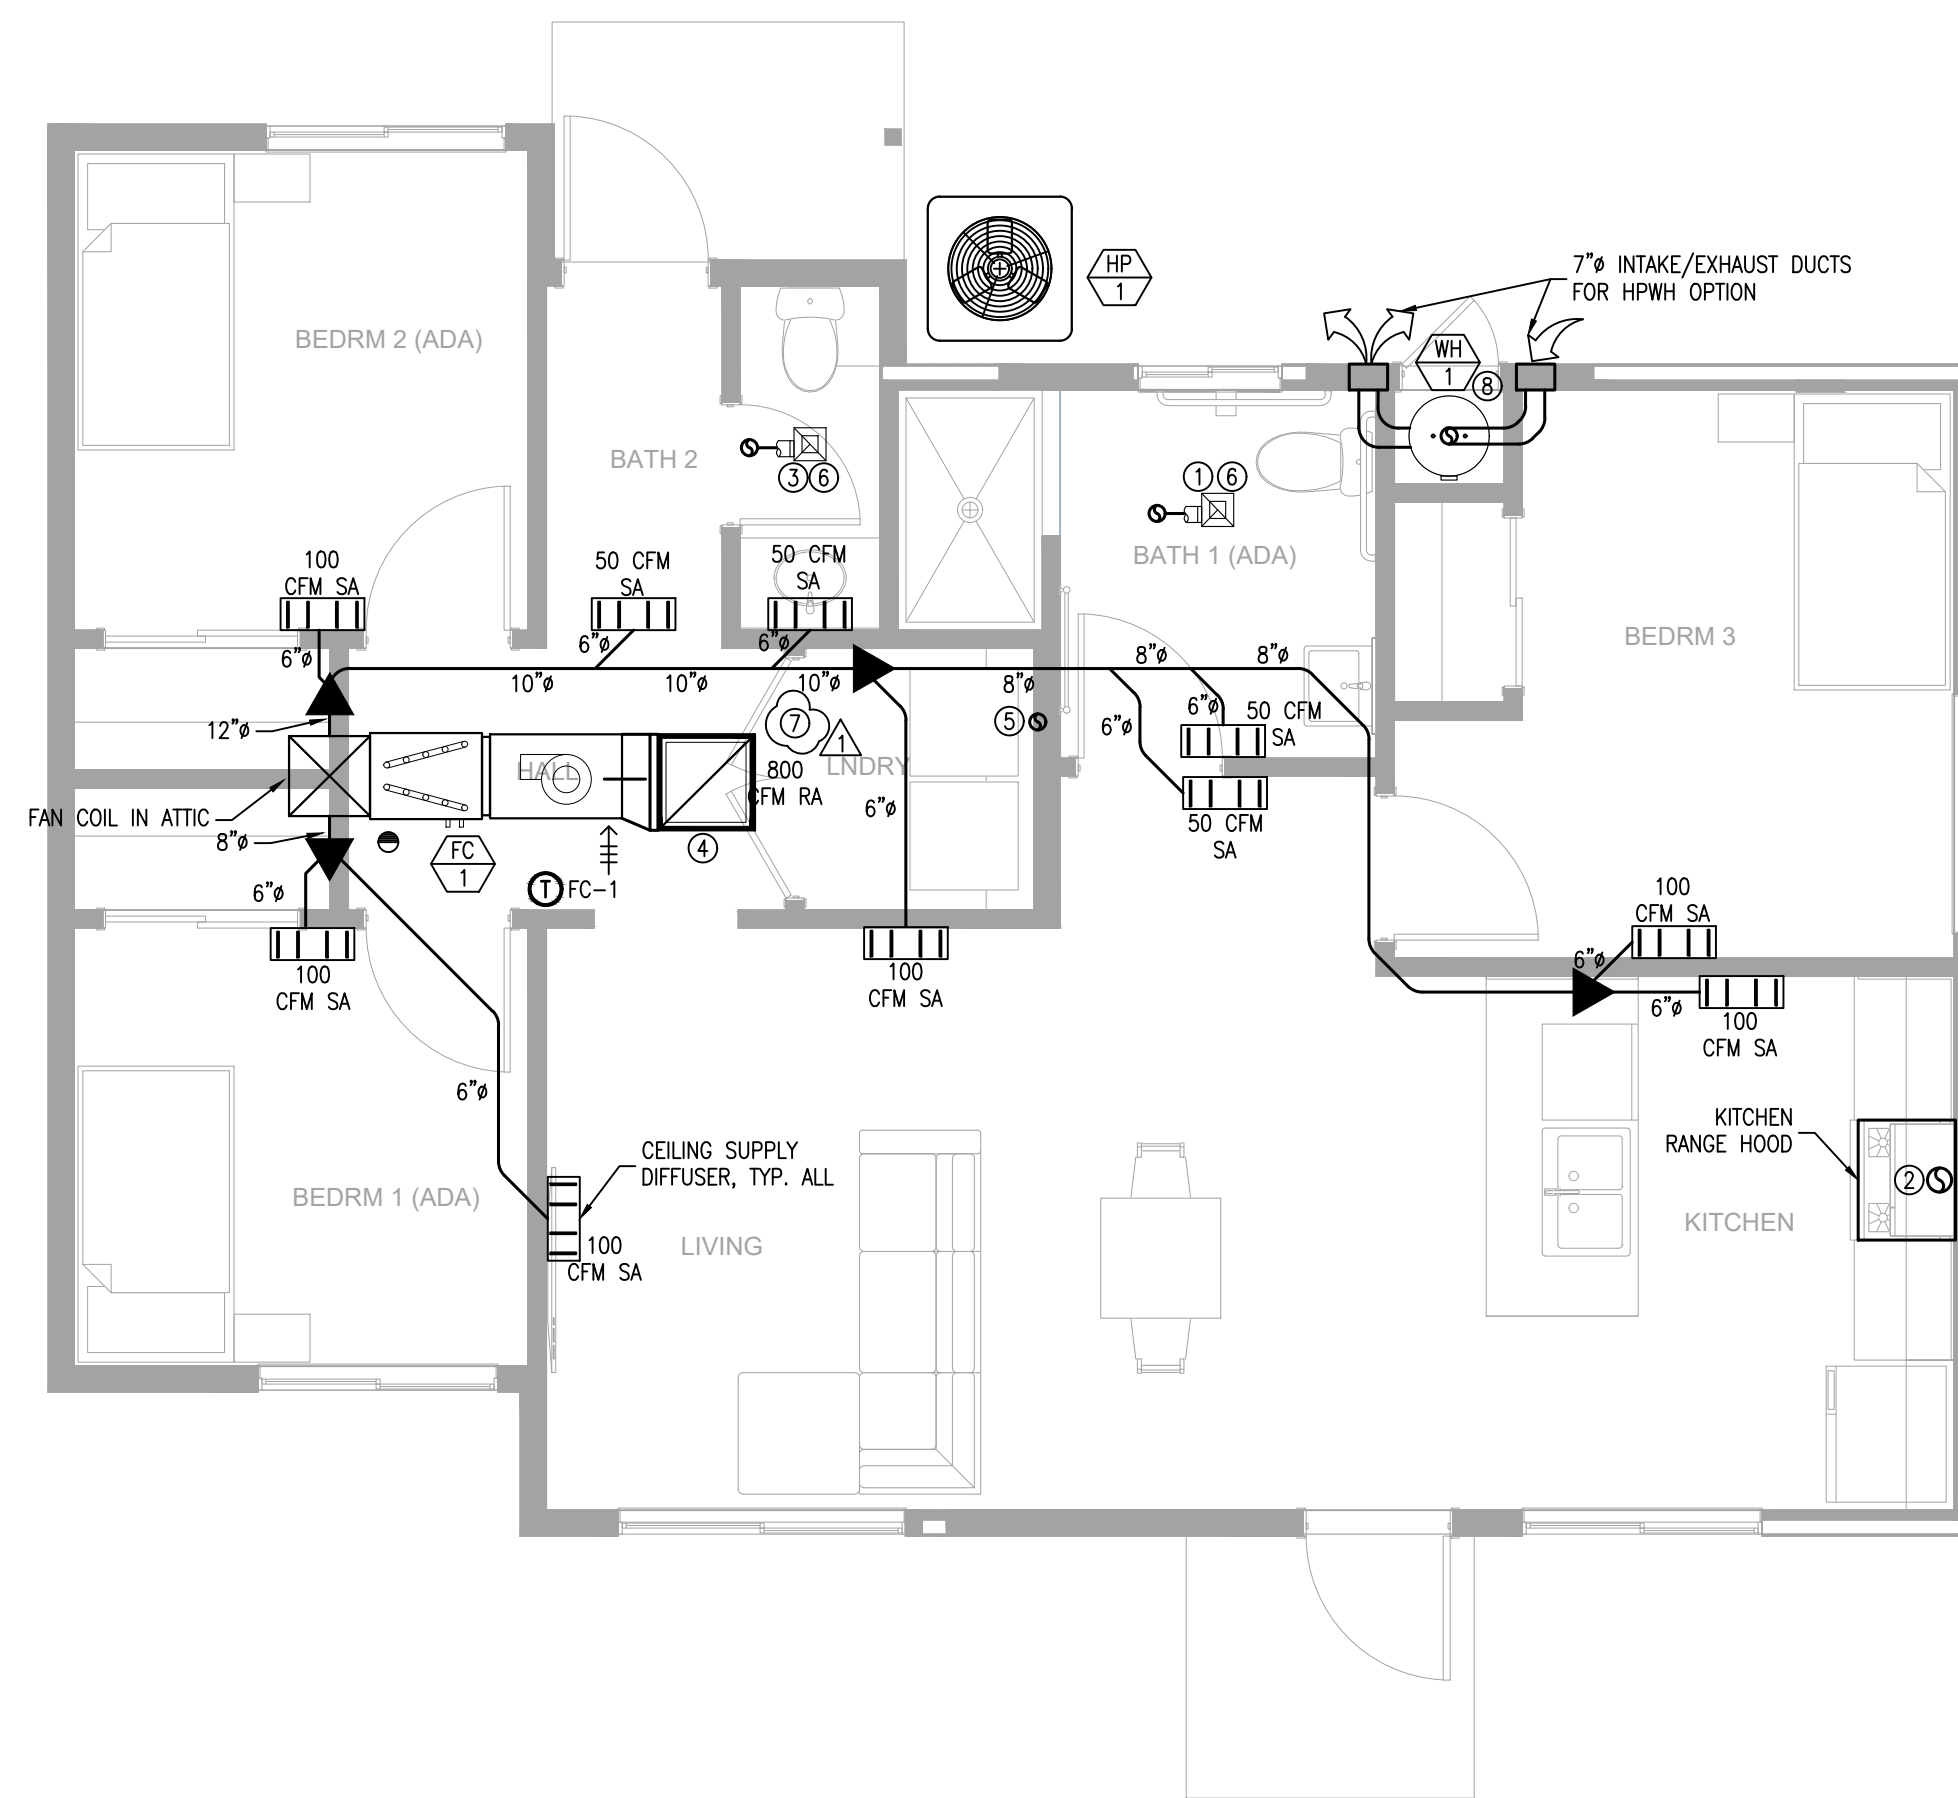 HP
1
7"ø INTAKE/EXHAUST DUCTS
FOR HPWH OPTION
WH
1
8
BEDRM 2 (ADA)
BATH 2
3 6
1 6
BATH 1 (ADA)
BEDRM 3
100
CFM SA
50 CFM
SA
50 CFM
SA
6"ø
6"ø
6"ø
10"ø
10"ø
10"ø
8"ø
8"ø
8"ø
6"ø
6"ø
50 CFM
SA
50 CFM
SA
12"ø
HALL
7
1
5
LNDRY
800
CFM RA
6"ø
FAN COIL IN ATTIC
8"ø
FC
1
4
T FC-1
6"ø
100
CFM SA
100
CFM SA
100
CFM SA
6"ø
6"ø
100
CFM SA
6"ø
CEILING SUPPLY
DIFFUSER, TYP. ALL
KITCHEN
RANGE HOOD
2
BEDRM 1 (ADA)
LIVING
100
CFM SA
KITCHEN